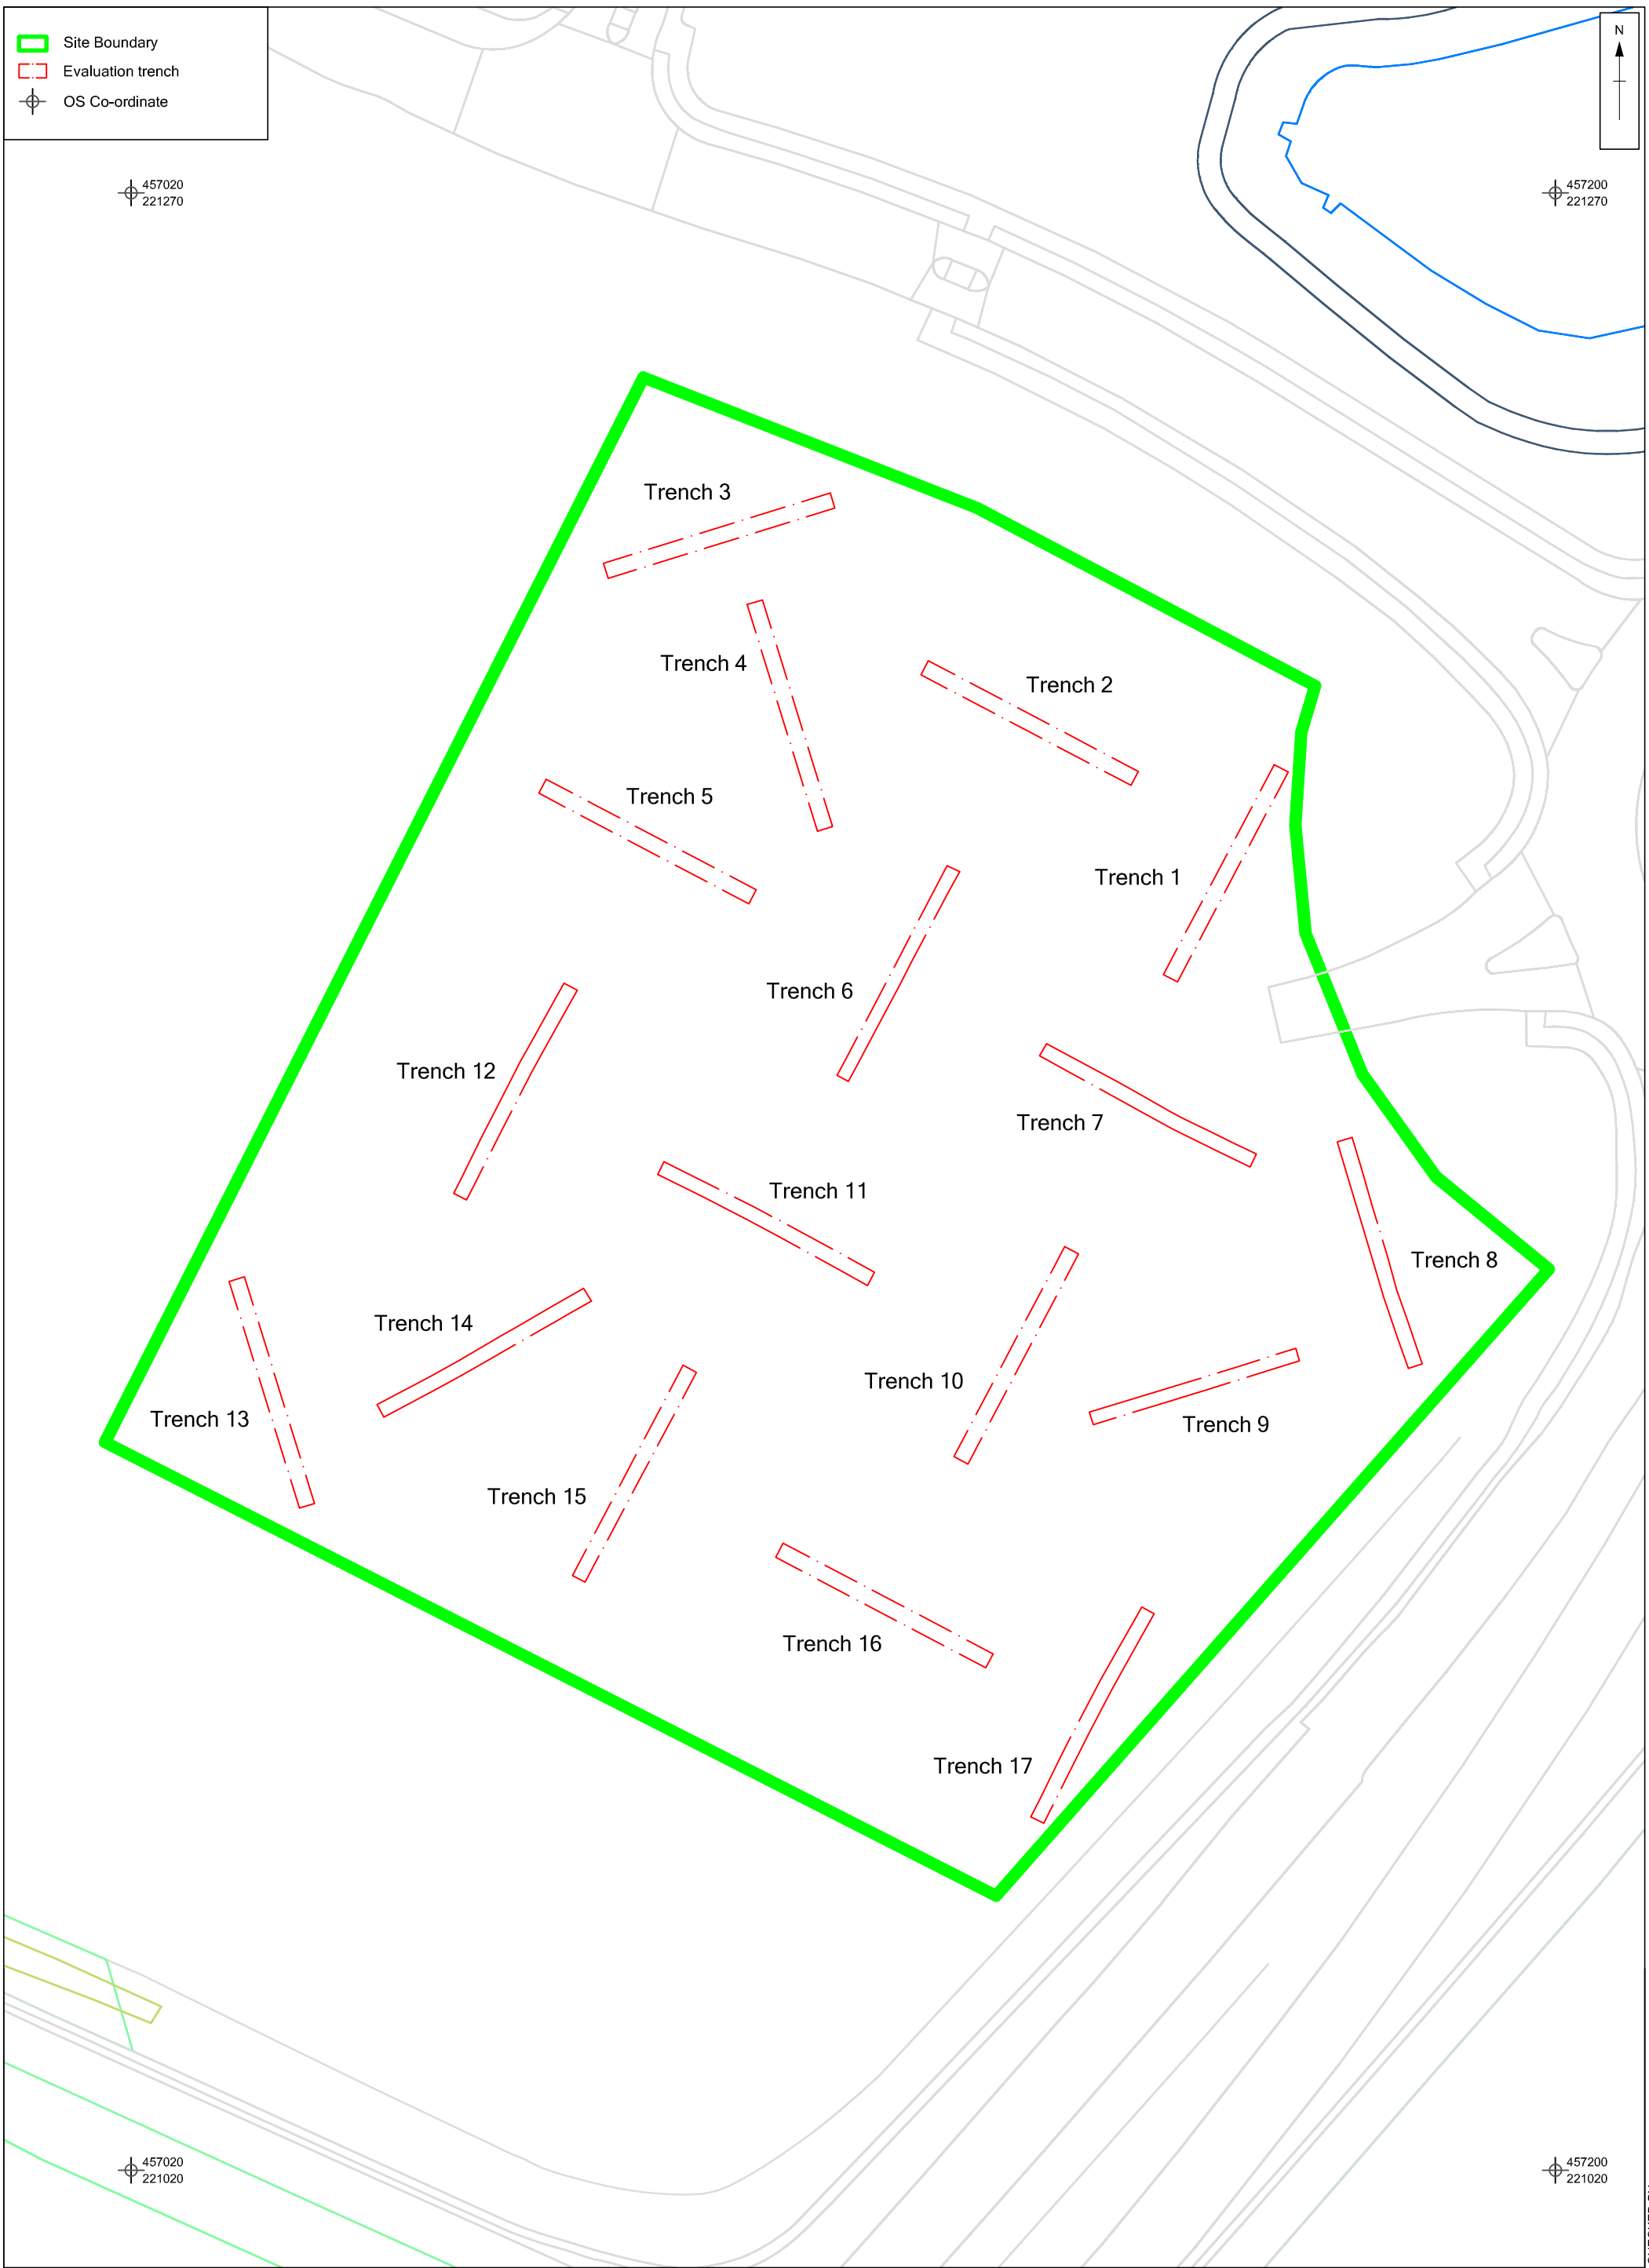 Site Boundary
Evaluation trench
OS Co-ordinate
N
457020
221270
457200
221270
Trench 3
Trench 4
Trench 2
Trench 5
Trench 1
Trench 6
Trench 12
Trench 7
Trench 11
Trench 8
Trench 14
Trench 10
Trench 13
Trench 9
Trench 15
Trench 16
Trench 17
457020
221020
457200
221020